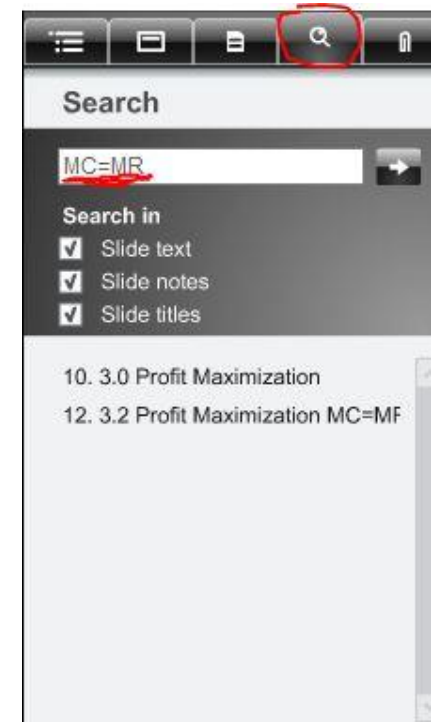 Search
MC=MR
Search in
Slide text
Slide notes
Slide titles
10. 3.0 Profit Maximization
12. 3.2 Profit Maximization MC=MF